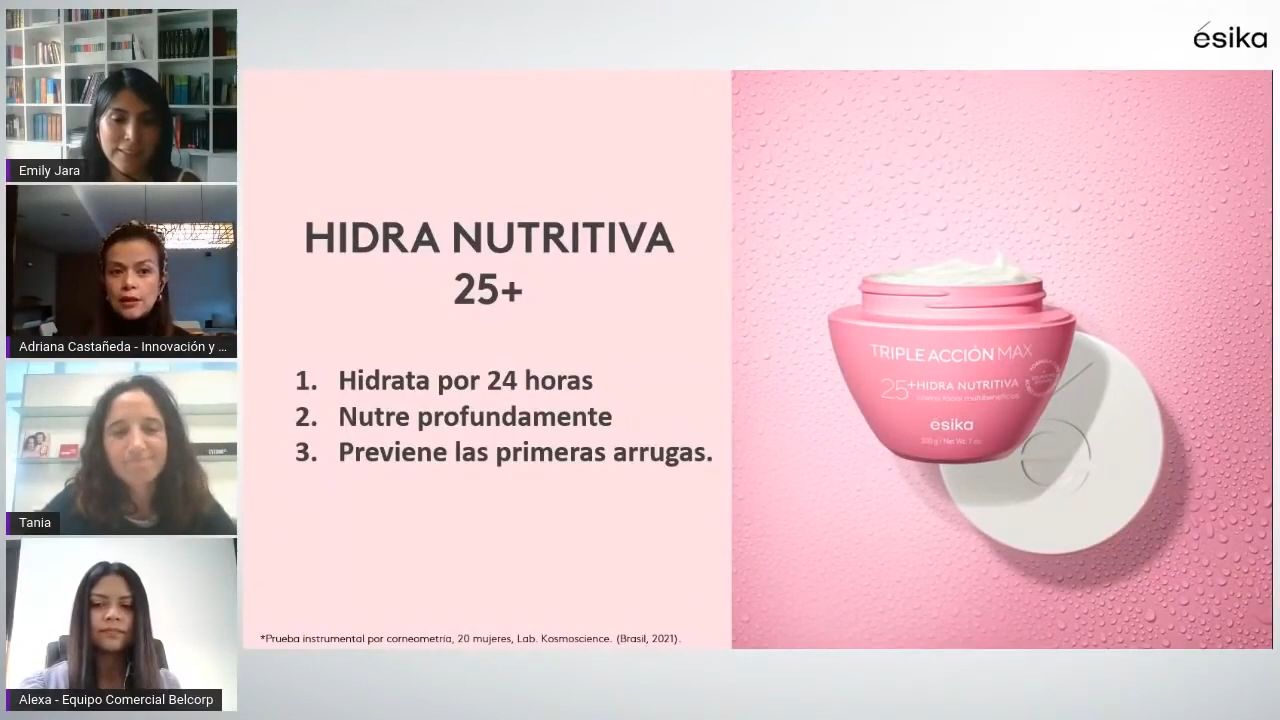 ésika
Emily Jara
Adriana Castañeda - Innovación y ...
Tania
Alexa - Equipo Comercial Belcorp
HIDRA NUTRITIVA
25+
1. Hidrata por 24 horas
2. Nutre profundamente
3. Previene las primeras arrugas.
*Prueba instrumental por corneometría, 20 mujeres, Lab. Kosmoscience. (Brasil, 2021).
TRIPLE ACCIÓN MAX
25+ HIDRA NUTRITIVA
ésika